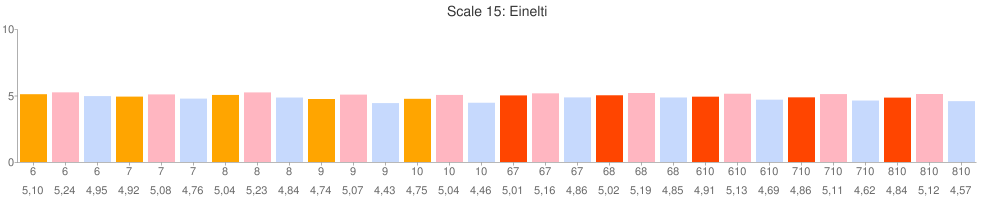 Scale 15: Einelti
10
5
0
6 6 6 7 7 7 8 8 8 9 9 9 10 10 10 67 67 67 68 68 68 610 610 610 710 710 710 810 810 810
5,10 5,24 4,95 4,92 5,08 4,76 5,04 5,23 4,84 4,74 5,07 4,43 4,75 5,04 4,46 5,01 5,16 4,86 5,02 5,19 4,85 4,91 5,13 4,69 4,86 5,11 4,62 4,84 5,12 4,57